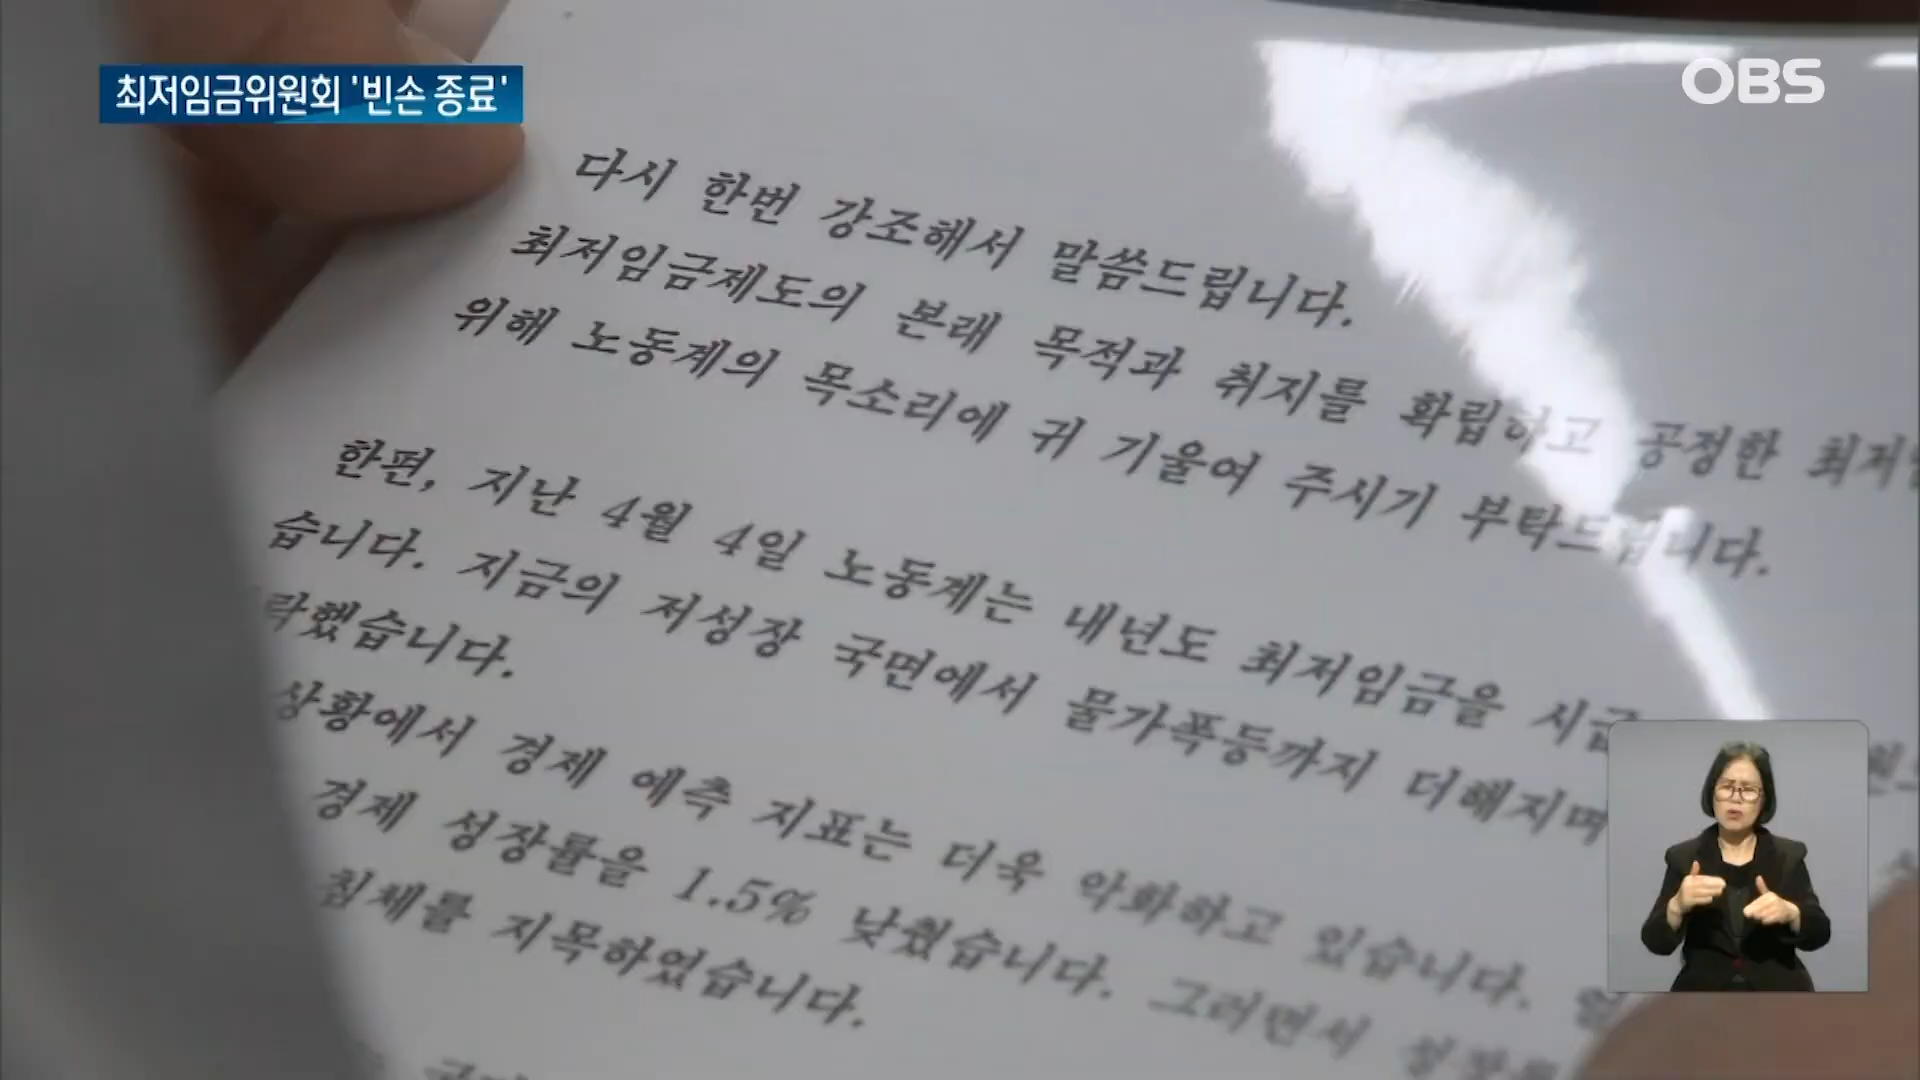 최저임금위원회 '빈손 종료'
OBS
다시 한번 강조해서 말씀드립니다.
최저임금제도의 본래 목적과 취지를 확립하고 공정한
위해 노동계의 목소리에 귀 기울여 주시기 부탁드립니다.
한편, 지난 4월 4일 노동계는 내년도 최저임금을 시급
습니다. 지금의 저성장 국면에서 물가폭등까지 더해지며
락했습니다.
상황에서 경제 예측 지표는 더욱 악화하고 있습니다.
경제 성장률을 1.5% 낮췄습니다. 그러면서
침체를 지목하였습니다.